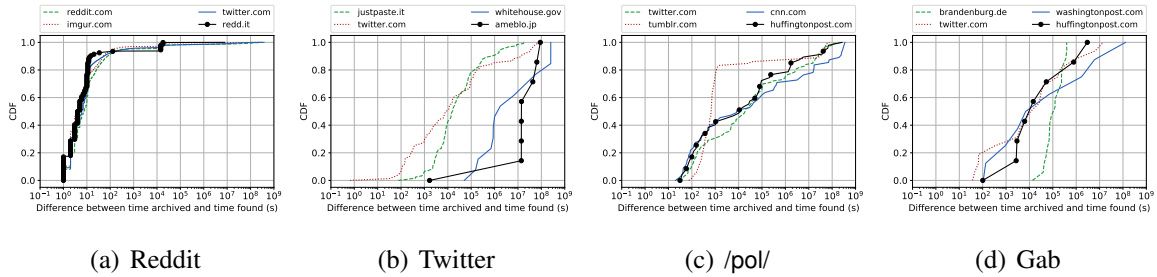 reddit.com twitter.com
imgur.com redd.it
CDF
1.0
0.8
0.6
0.4
0.2
0.0
10⁻¹ 10⁰ 10¹ 10² 10³ 10⁴ 10⁵ 10⁶ 10⁷ 10⁸ 10⁹
Difference between time archived and time found (s)
(a) Reddit
justpaste.it whitehouse.gov
twitter.com ameblo.jp
CDF
1.0
0.8
0.6
0.4
0.2
0.0
10⁻¹ 10⁰ 10¹ 10² 10³ 10⁴ 10⁵ 10⁶ 10⁷ 10⁸ 10⁹
Difference between time archived and time found (s)
(b) Twitter
twitter.com cnn.com
tumblr.com huffingtonpost.com
CDF
1.0
0.8
0.6
0.4
0.2
0.0
10⁻¹ 10⁰ 10¹ 10² 10³ 10⁴ 10⁵ 10⁶ 10⁷ 10⁸ 10⁹
Difference between time archived and time found (s)
(c) /pol/
brandenburg.de washingtonpost.com
twitter.com huffingtonpost.com
CDF
1.0
0.8
0.6
0.4
0.2
0.0
10⁻¹ 10⁰ 10¹ 10² 10³ 10⁴ 10⁵ 10⁶ 10⁷ 10⁸ 10⁹
Difference between time archived and time found (s)
(d) Gab